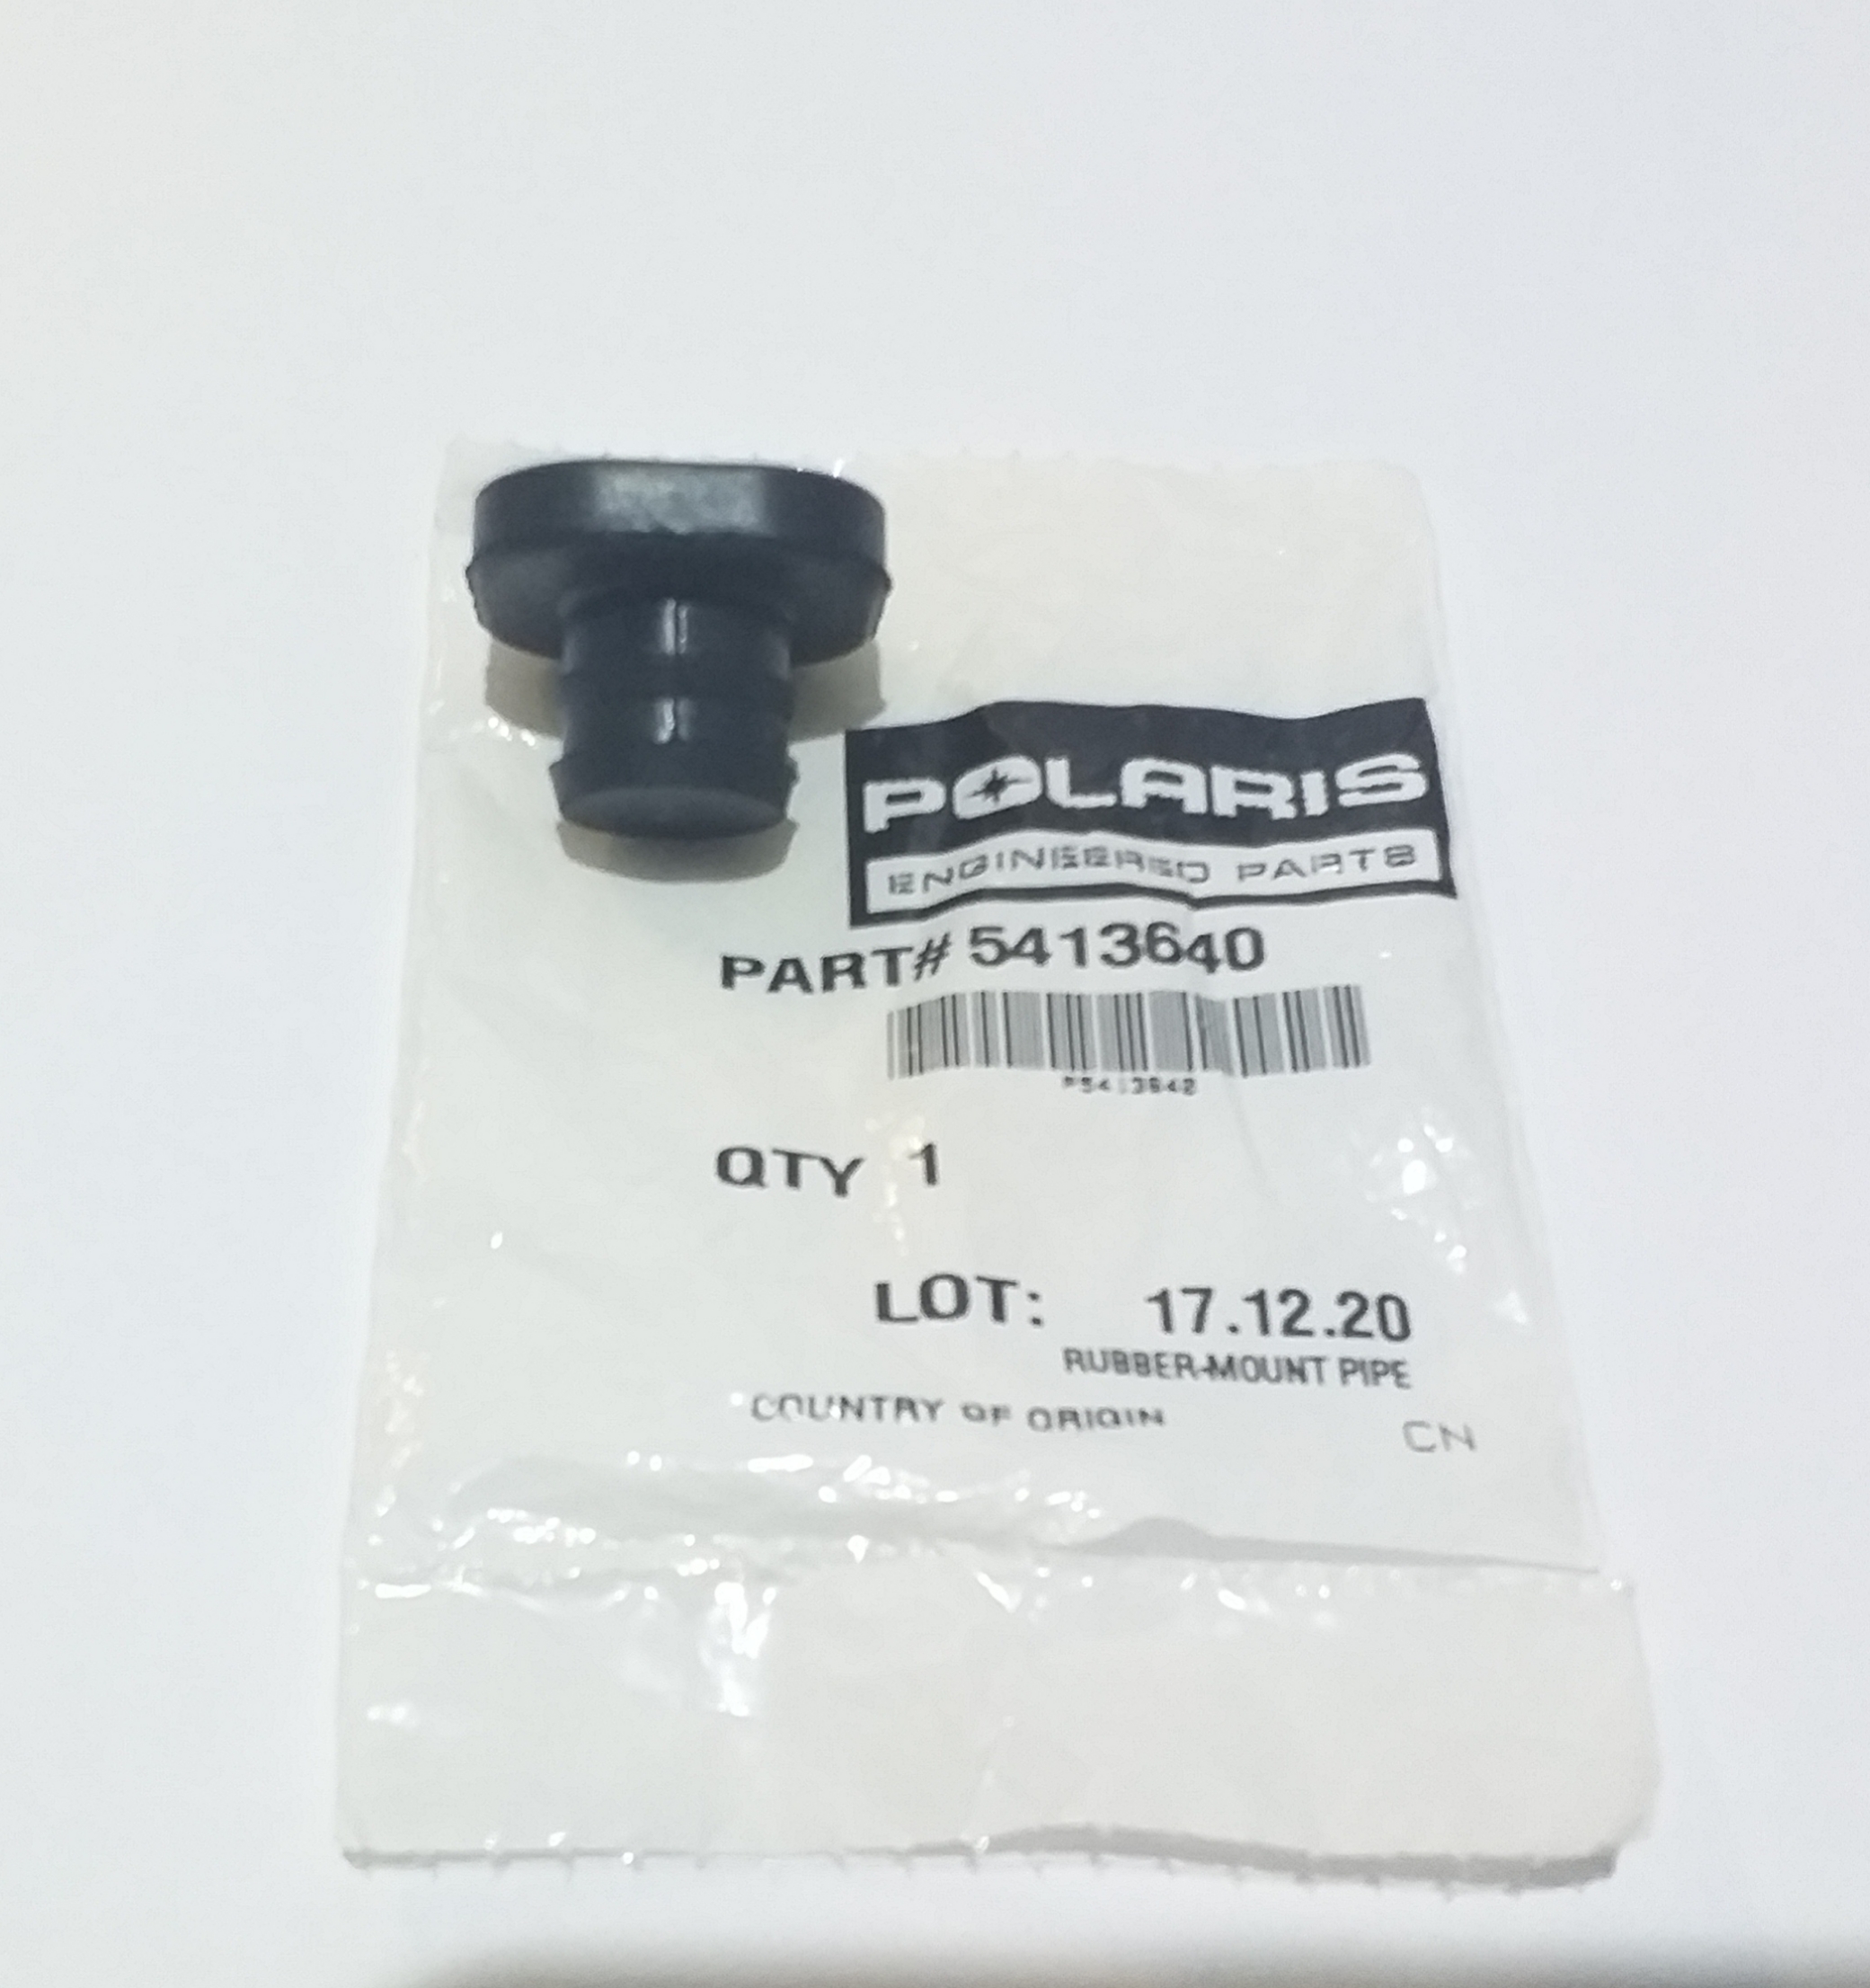 POLARIS
ENGINEERED PARTS
PART# 5413640
QTY 1
LOT: 17.12.20
RUBBER-MOUNT PIPE
COUNTRY OF ORIGIN CN